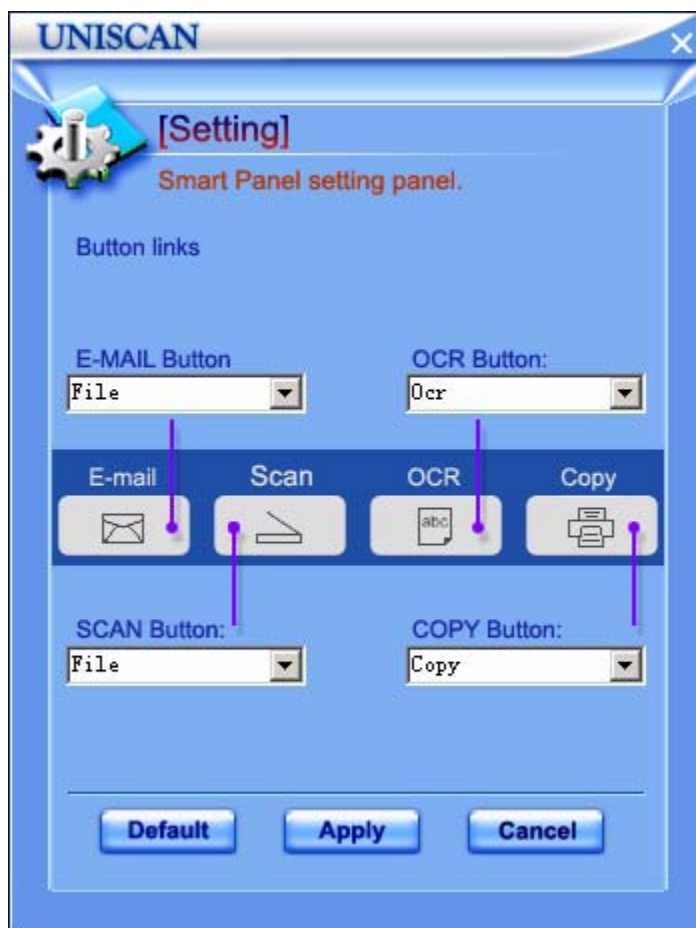 UNISCAN
[Setting]
Smart Panel setting panel.
Button links
E-MAIL Button
OCR Button:
File
Ocr
E-mail
Scan
OCR
Copy
abc
SCAN Button:
COPY Button:
File
Copy
Default
Apply
Cancel